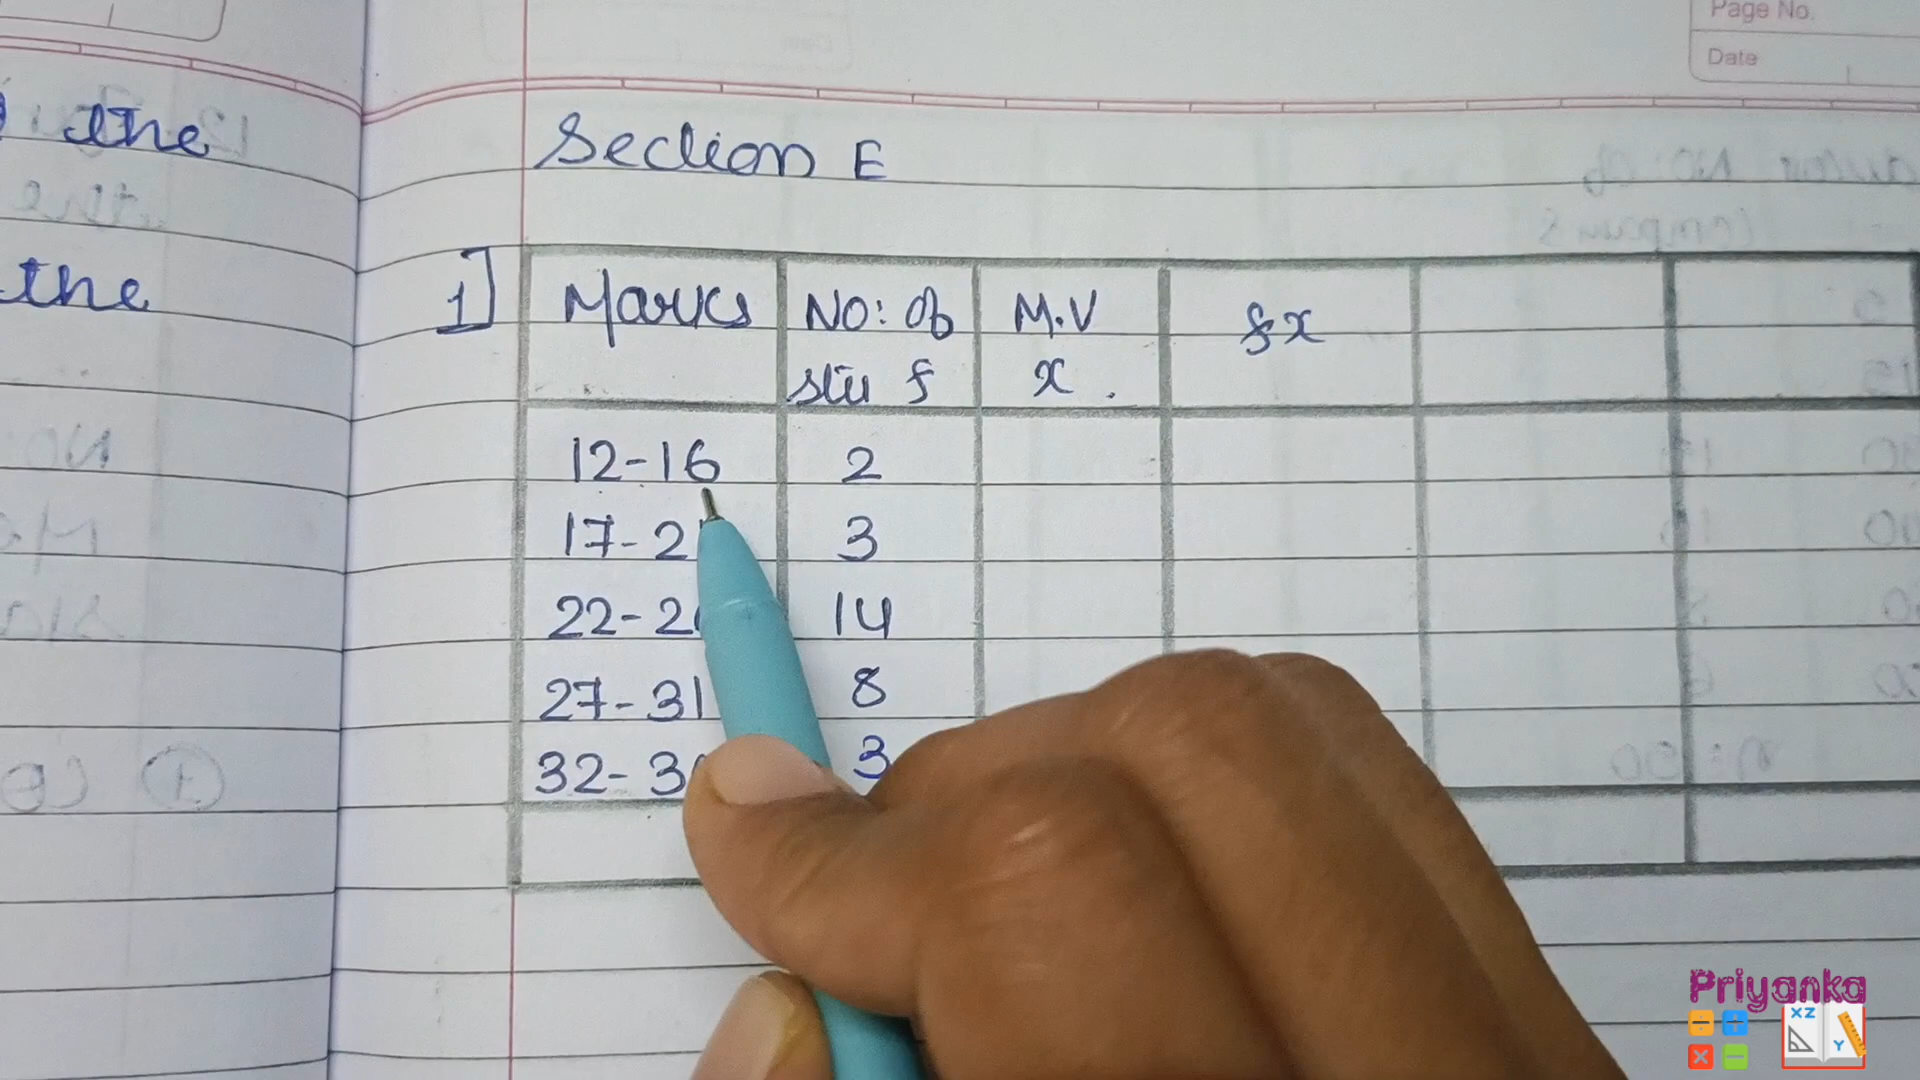 Page No.
Date
the
the
Section E
1] Marks No: of stu f M.V x. fx
12-16 2
17-2 3
22-2 14
27-31 8
32-3 3
Priyanka
XZ
Y